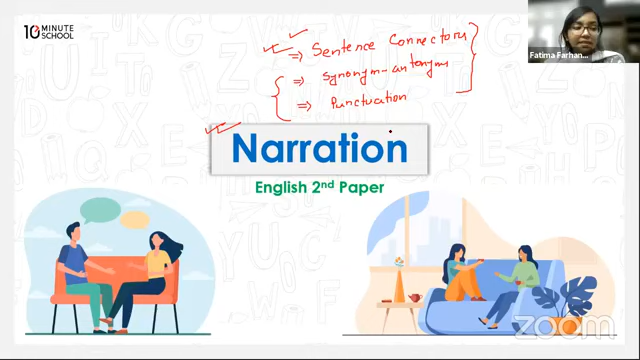 10 MINUTE SCHOOL
⇒ Sentence Connectors
⇒ Synonym-antonym
⇒ Punctuation
Narration
English 2nd Paper
Fatima Farhan...
zoom